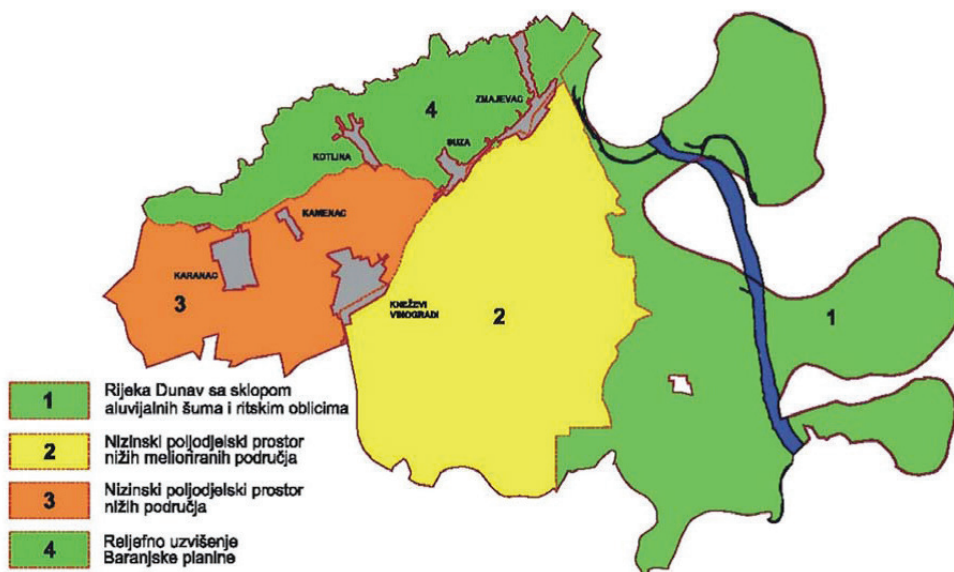 4
ZMAJEVAC
SUZA
KOTLINA
KAMENAC
KARANAC
3
KNEŽEVI
VINOGRADI
2
1
1 Rijeka Dunav sa sklopom
aluvijalnih šuma i ritskim oblicima
2 Nizinski poljodjelski prostor
nižih melioriranih područja
3 Nizinski poljodjelski prostor
nižih područja
4 Reljefno uzvišenje
Baranjske planine